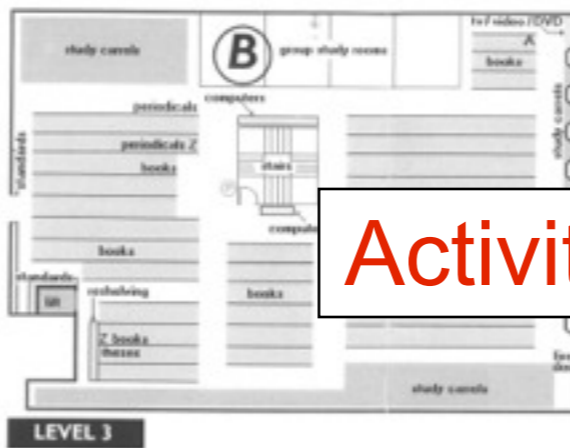 tv / video / DVD
study carrels
B
group study rooms
A
books
computers
periodicals
study carrels
standards
periodicals Z
stairs
books
Activit
books
standards
lift
reshelving
books
Z books
theses
study carrels
LEVEL 3